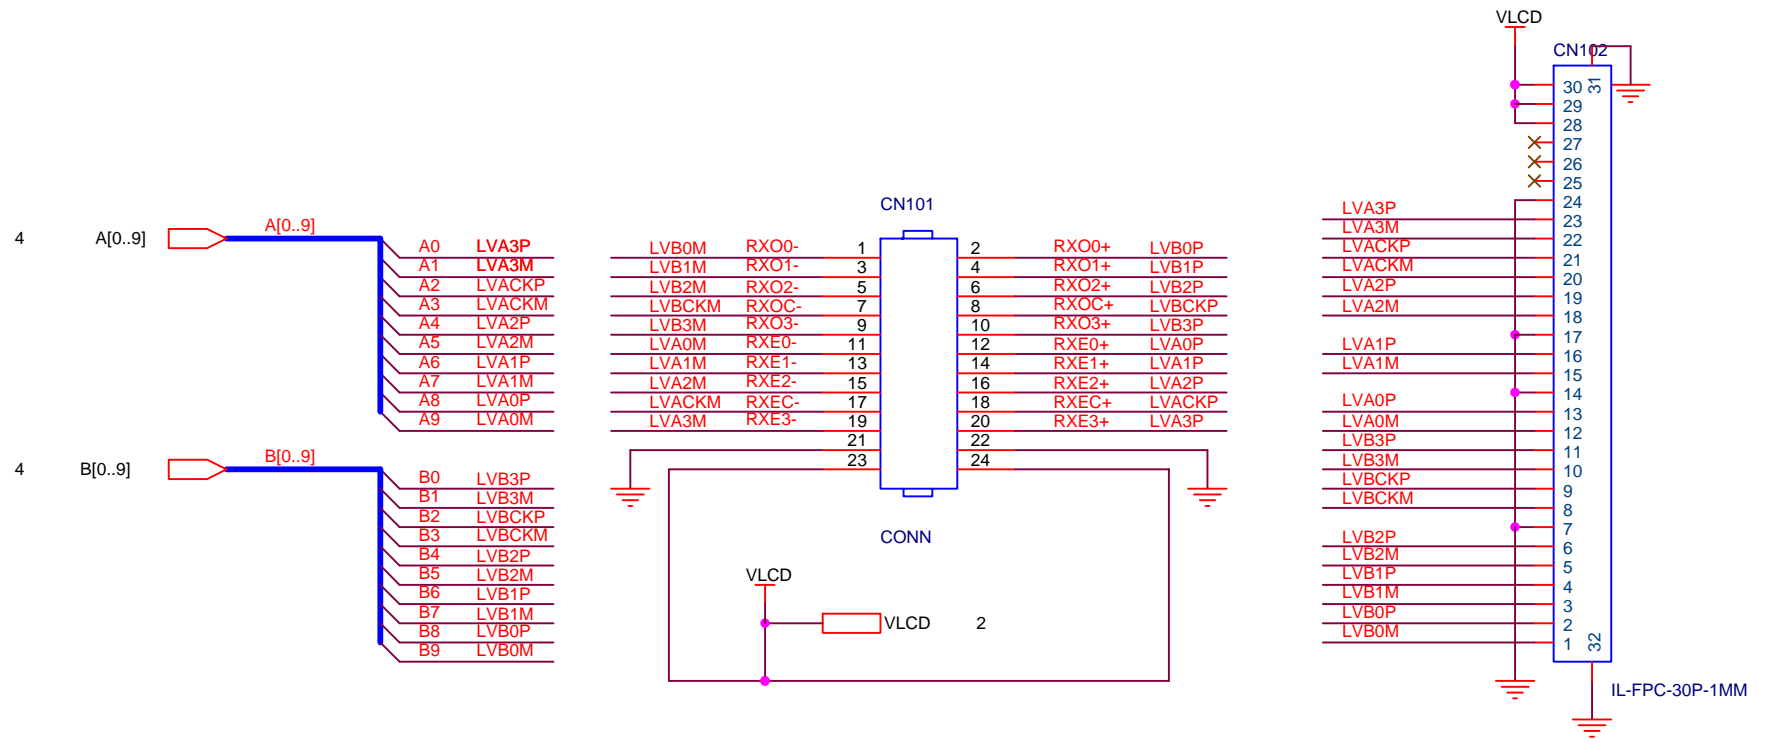 4 A[0..9] A[0..9]
A0 LVA3P
A1 LVA3M
A2 LVACKP
A3 LVACKM
A4 LVA2P
A5 LVA2M
A6 LVA1P
A7 LVA1M
A8 LVA0P
A9 LVA0M
4 B[0..9] B[0..9]
B0 LVB3P
B1 LVB3M
B2 LVBCKP
B3 LVBCKM
B4 LVB2P
B5 LVB2M
B6 LVB1P
B7 LVB1M
B8 LVB0P
B9 LVB0M
CN101
LVB0M RXO0- 1 2 RXO0+ LVB0P
LVB1M RXO1- 3 4 RXO1+ LVB1P
LVB2M RXO2- 5 6 RXO2+ LVB2P
LVBCKM RXOC- 7 8 RXOC+ LVBCKP
LVB3M RXO3- 9 10 RXO3+ LVB3P
LVA0M RXE0- 11 12 RXE0+ LVA0P
LVA1M RXE1- 13 14 RXE1+ LVA1P
LVA2M RXE2- 15 16 RXE2+ LVA2P
LVACKM RXEC- 17 18 RXEC+ LVACKP
LVA3M RXE3- 19 20 RXE3+ LVA3P
21 22
23 24
CONN
VLCD
VLCD 2
VLCD
CN102
31
30
29
28
27
26
25
24
LVA3P 23
LVA3M 22
LVACKP 21
LVACKM 20
LVA2P 19
LVA2M 18
17
LVA1P 16
LVA1M 15
14
LVA0P 13
LVA0M 12
LVB3P 11
LVB3M 10
LVBCKP 9
LVBCKM 8
7
LVB2P 6
LVB2M 5
LVB1P 4
LVB1M 3
LVB0P 2
LVB0M 1
32
IL-FPC-30P-1MM